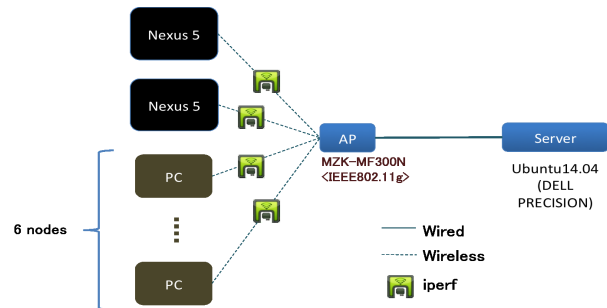 Nexus 5
Nexus 5
AP
Server
MZK-MF300N
<IEEE802.11g>
Ubuntu14.04
(DELL
PRECISION)
PC
6 nodes
PC
Wired
Wireless
iperf